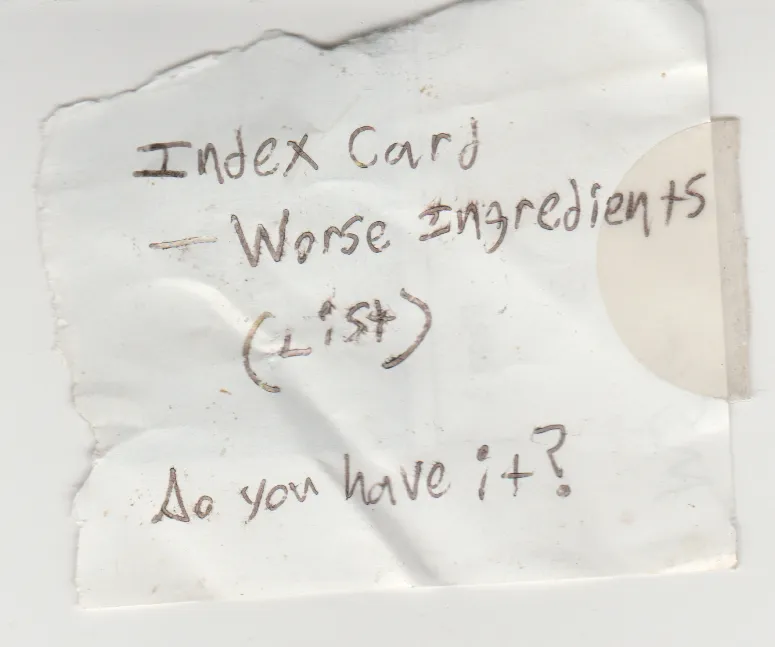 Index Card
— Worse Ingredients
(List)
Do you have it?